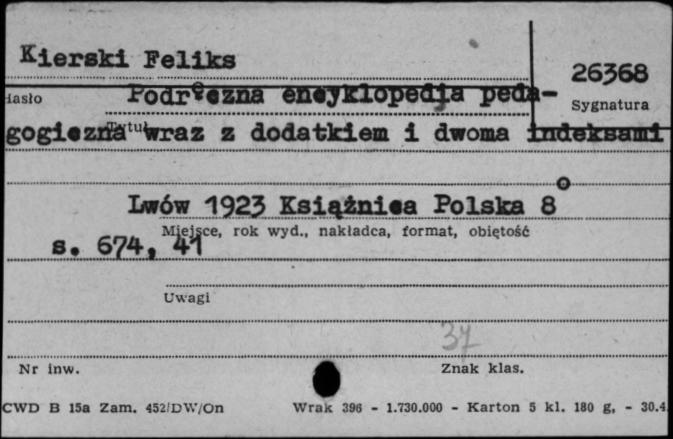 Kierski Feliks
26368
Hasło
Podręczna encyklopedja peda-
Sygnatura
gogiczna wraz z dodatkiem i dwoma indeksami
Tytuł
Lwów 1923 Książnica Polska 8°
Miejsce, rok wyd., nakładca, format, obiętość
s. 674, 41
Uwagi
37
Nr inw.
Znak klas.
CWD B 15a Zam. 452/DW/On
Wrak 396 - 1.730.000 - Karton 5 kl. 180 g, - 30.4